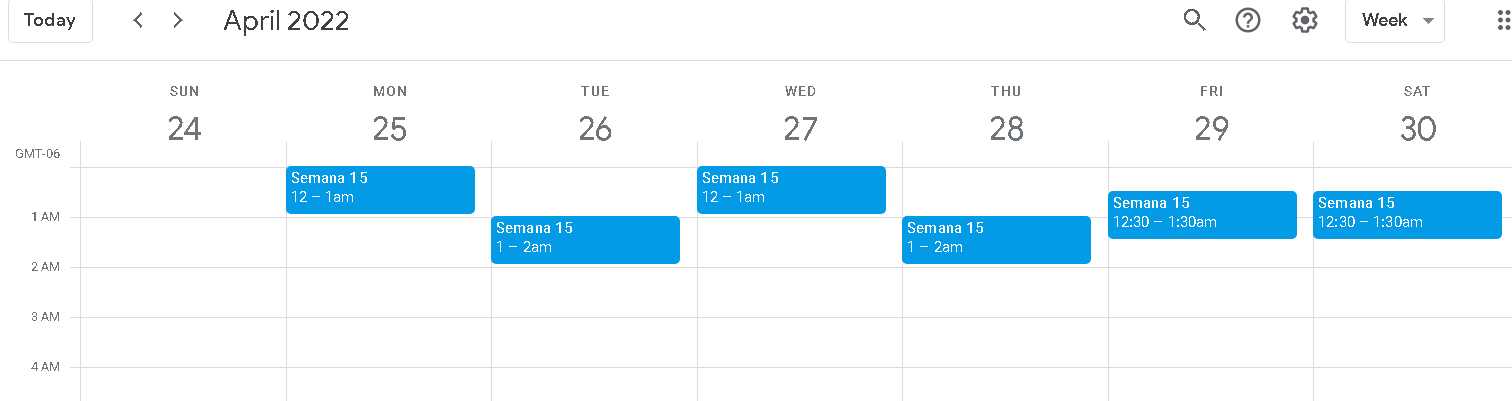 Today
April 2022
Week
SUN MON TUE WED THU FRI SAT
24 25 26 27 28 29 30
GMT-06
Semana 15
12 – 1am
Semana 15
12 – 1am
Semana 15
12:30 – 1:30am
Semana 15
12:30 – 1:30am
1 AM
Semana 15
1 – 2am
Semana 15
1 – 2am
2 AM
3 AM
4 AM